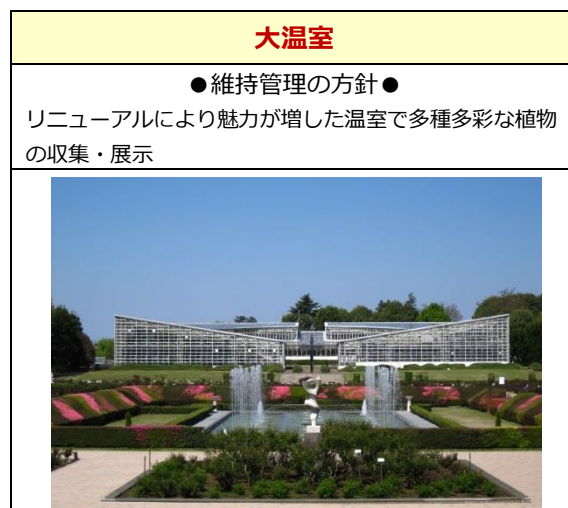 大温室
●維持管理の方針●
リニューアルにより魅力が増した温室で多種多彩な植物
の収集・展示